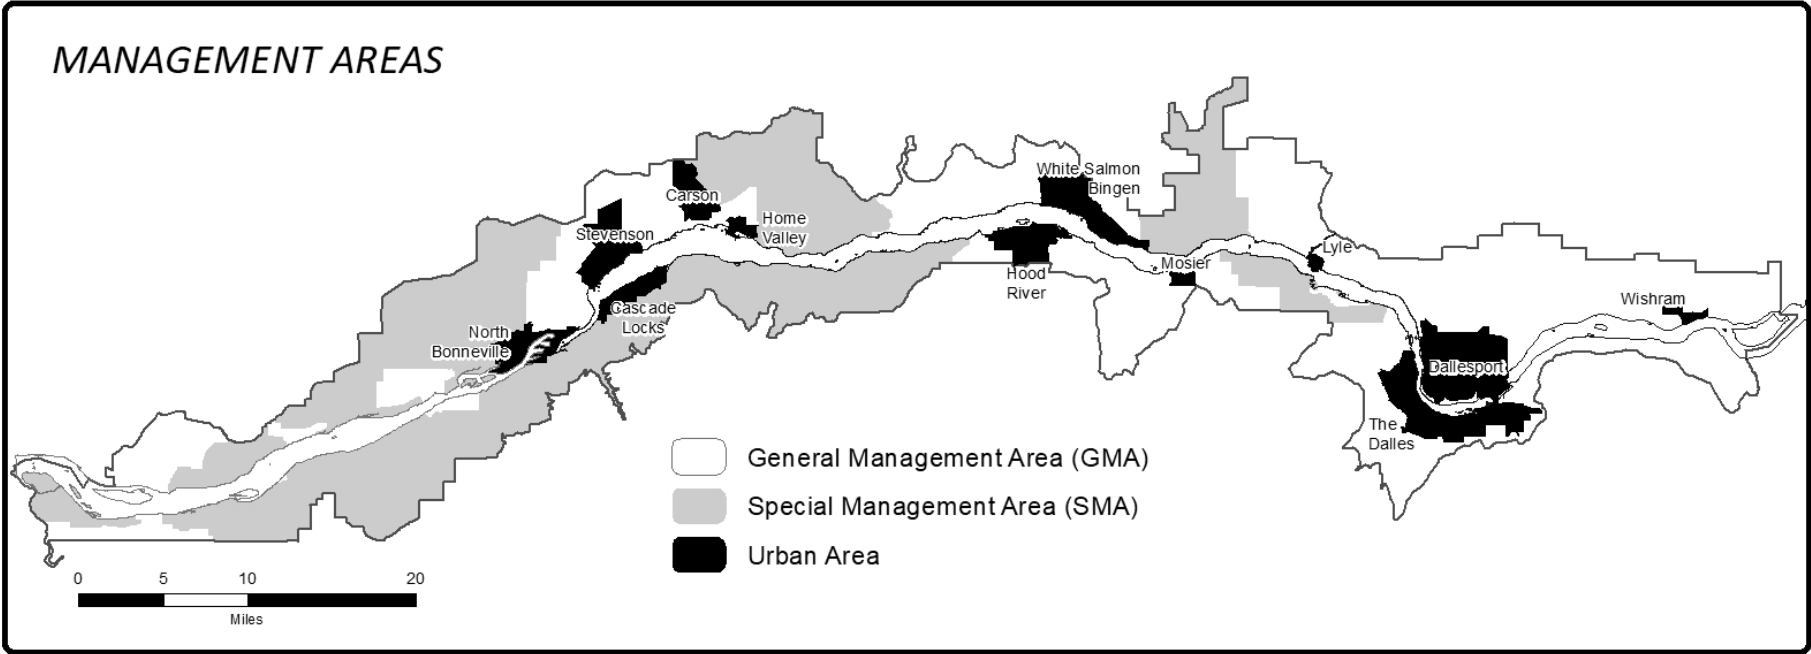 MANAGEMENT AREAS
White Salmon
Bingen
Carson
Home
Valley
Stevenson
Lyle
Mosier
Hood
River
Cascade
Locks
Wishram
North
Bonneville
Dallesport
The
Dalles
General Management Area (GMA)
Special Management Area (SMA)
Urban Area
0 5 10 20
Miles